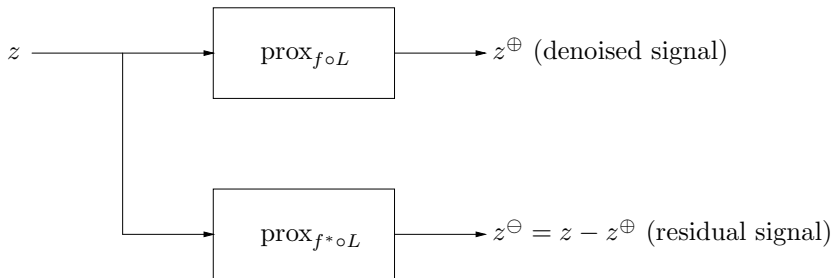 z prox_{f∘L} z^⊕ (denoised signal)
prox_{f*∘L} z^⊖ = z − z^⊕ (residual signal)